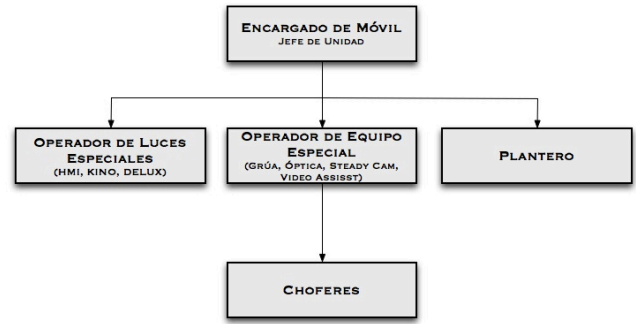 ENCARGADO DE MÓVIL
JEFE DE UNIDAD
OPERADOR DE LUCES
ESPECIALES
(HMI, KINO, DELUX)
OPERADOR DE EQUIPO
ESPECIAL
(GRÚA, ÓPTICA, STEADY CAM,
VIDEO ASSISST)
PLANTERO
CHOFERES